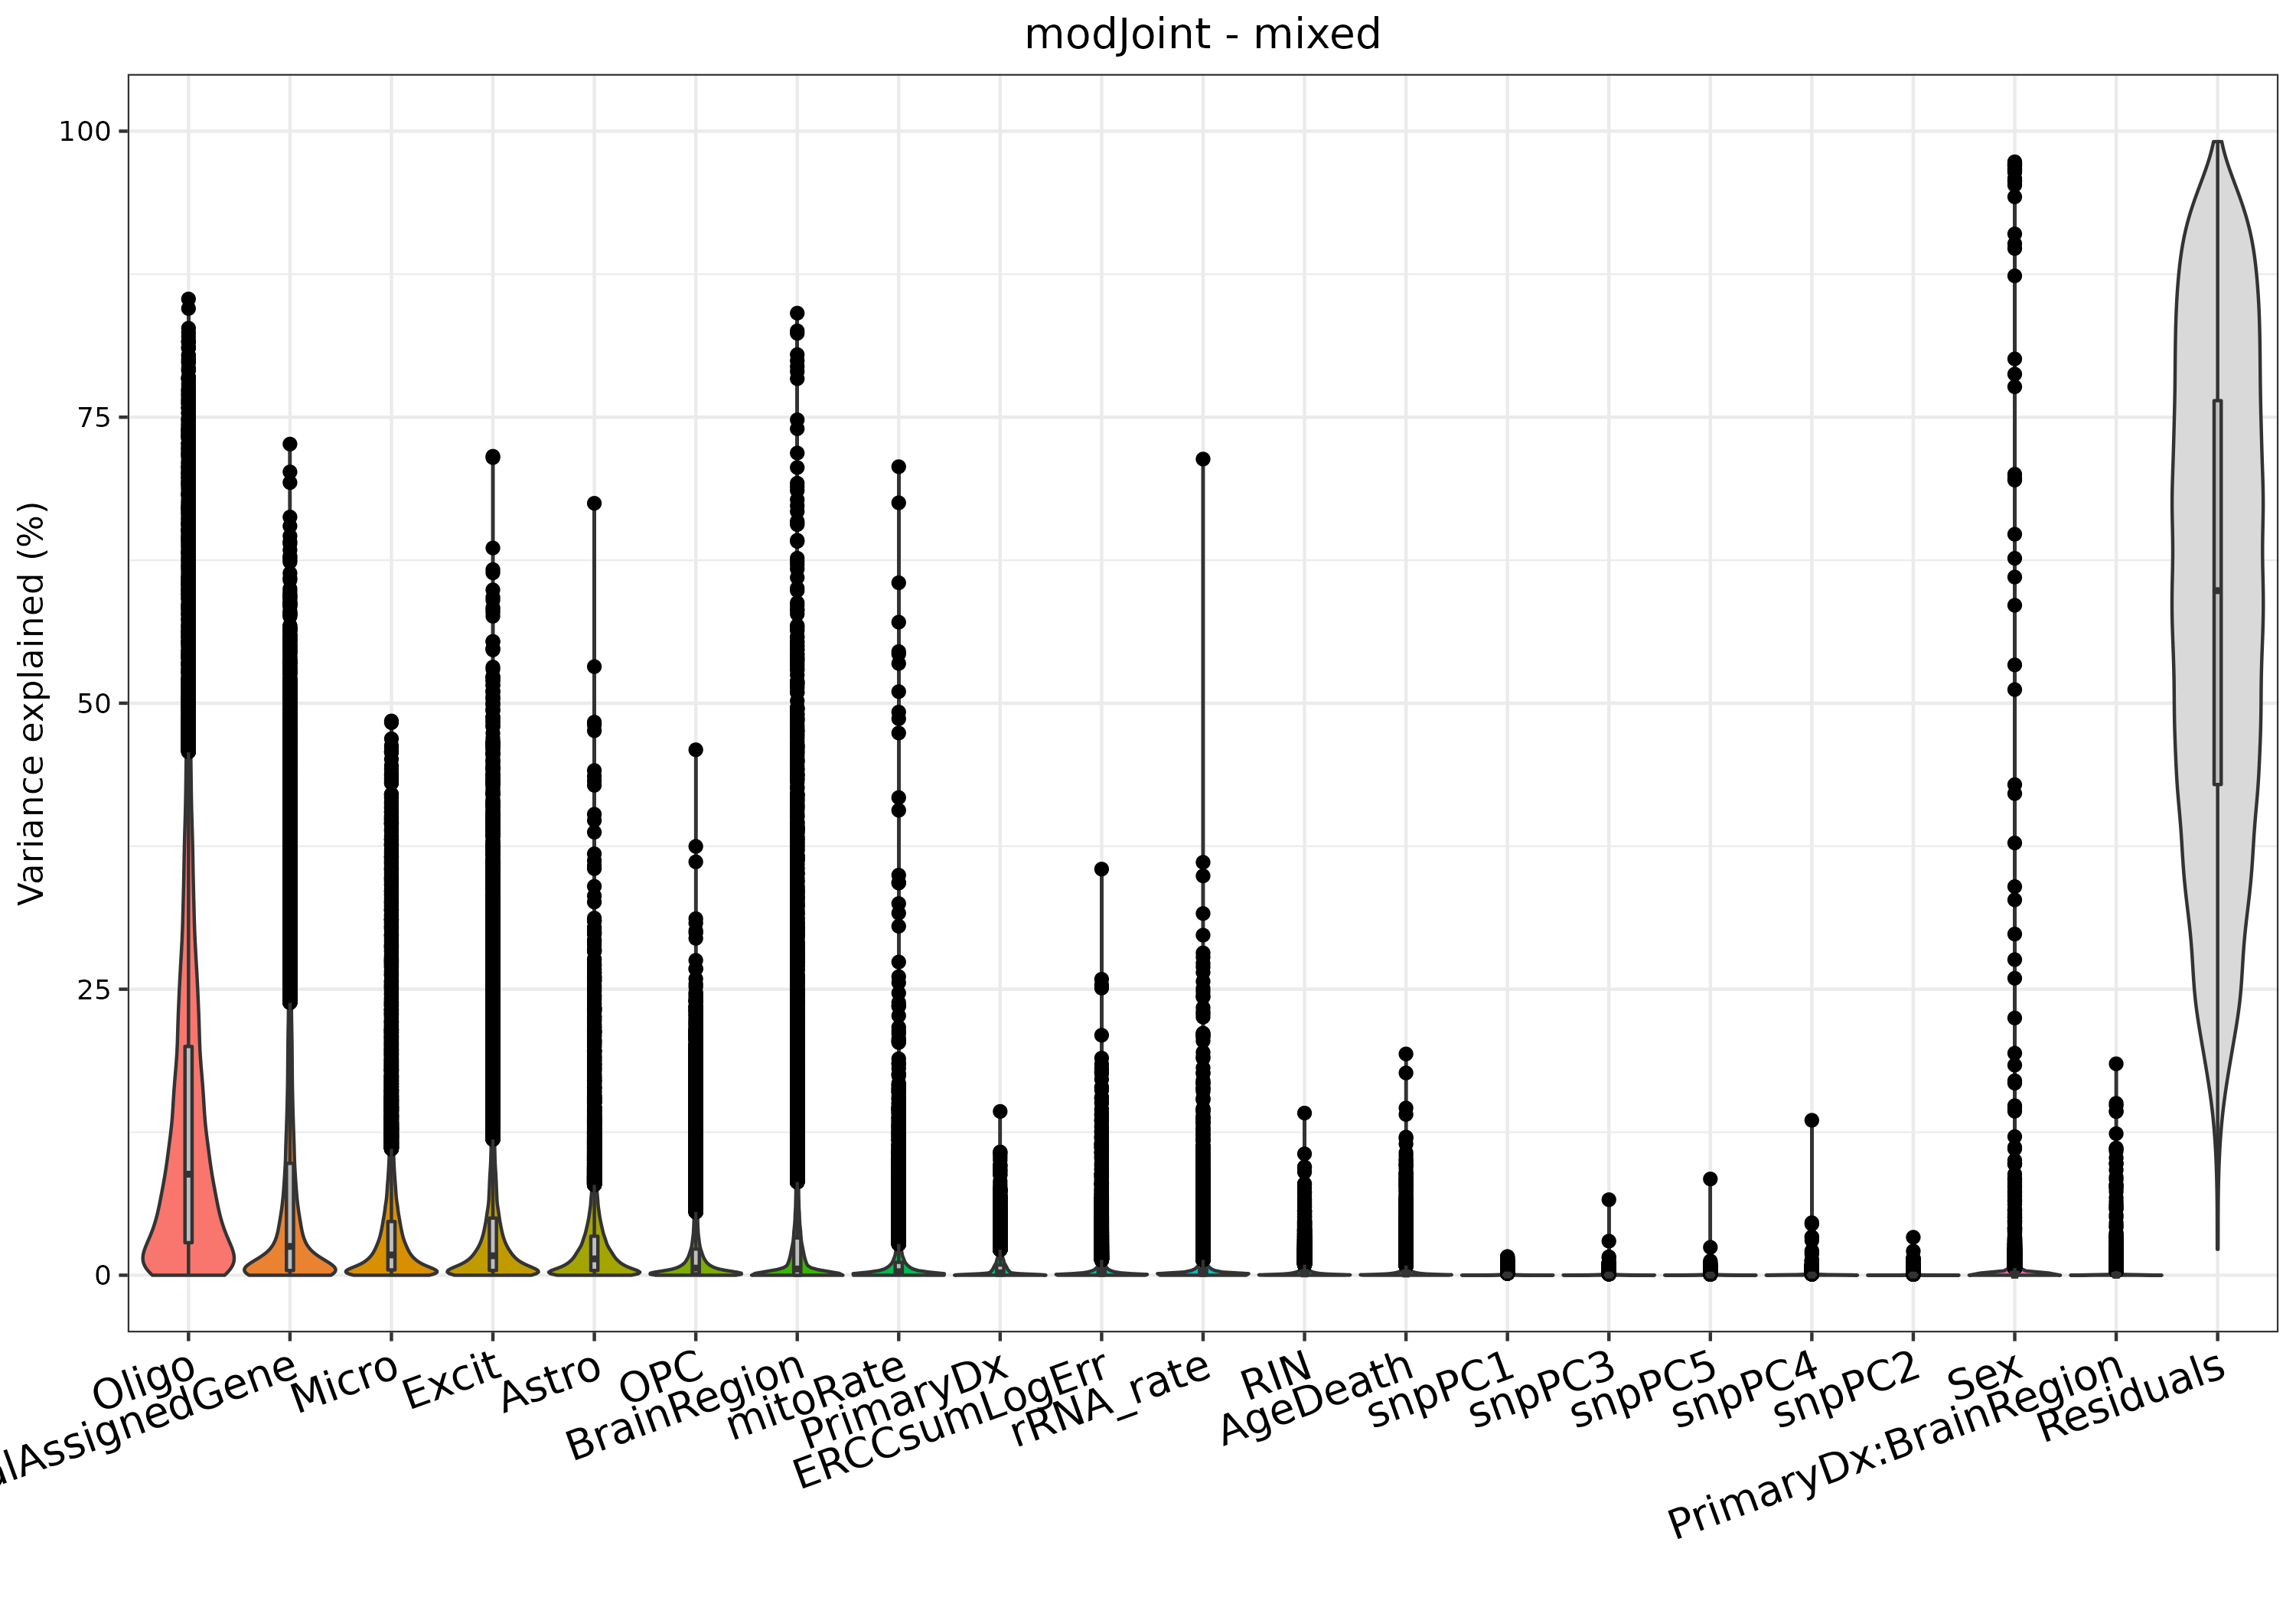 modJoint - mixed
Variance explained (%)
100
75
50
25
0
Oligo
lAssignedGene
Micro
Excit
Astro
OPC
BrainRegion
mitoRate
PrimaryDx
ERCCsumLogErr
rRNA_rate
RIN
AgeDeath
snpPC1
snpPC3
snpPC5
snpPC4
snpPC2
Sex
PrimaryDx:BrainRegion
Residuals